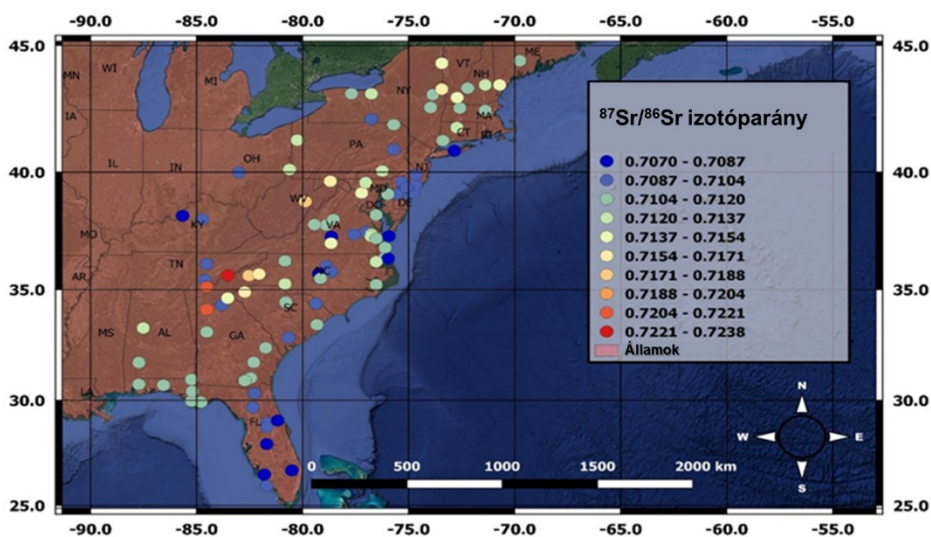 -90.0 -85.0 -80.0 -75.0 -70.0 -65.0 -60.0 -55.0
45.0 45.0
ME
VT
WI
MN
NH
MI
NY
⁸⁷Sr/⁸⁶Sr izotóparány
MA
IA
CT RI
PA
OH
0.7070 - 0.7087
IL IN
NJ
40.0 40.0
0.7087 - 0.7104
MD
WV
DE
DC
0.7104 - 0.7120
0.7120 - 0.7137
KY
VA
MO
0.7137 - 0.7154
0.7154 - 0.7171
TN
NC
AR
0.7171 - 0.7188
35.0 35.0
0.7188 - 0.7204
SC
0.7204 - 0.7221
MS AL GA
0.7221 - 0.7238
Államok
LA
N
30.0 30.0
FL
W E
0 500 1000 1500 2000 km
S
25.0 25.0
-90.0 -85.0 -80.0 -75.0 -70.0 -65.0 -60.0 -55.0